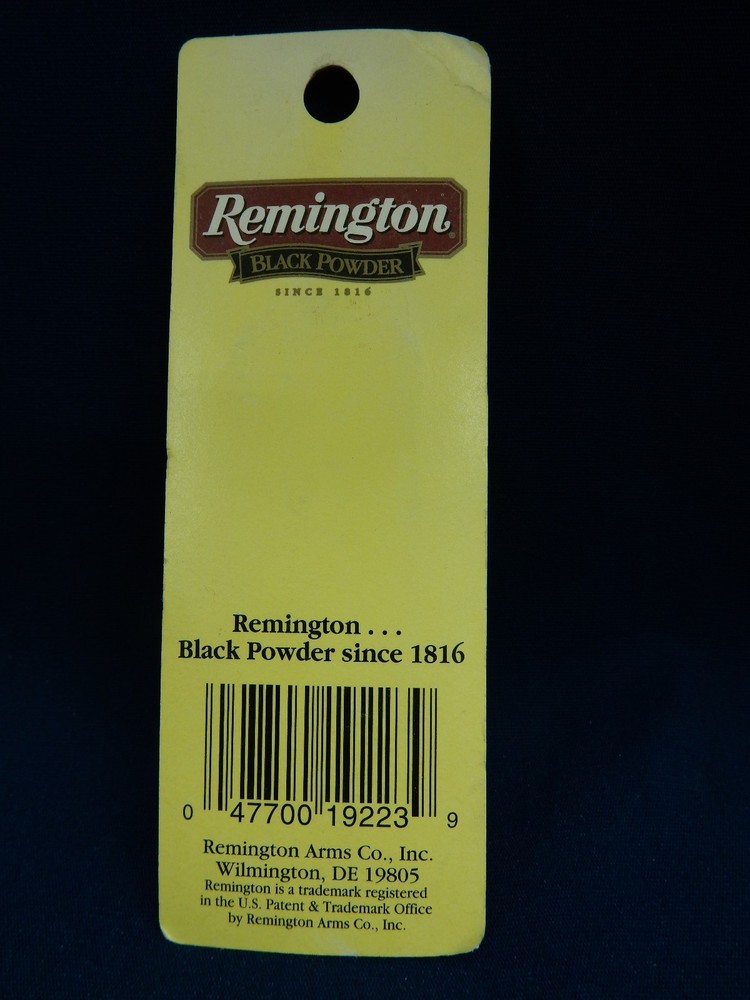 Remington®
BLACK POWDER
SINCE 1816
Remington . . .
Black Powder since 1816
0 47700 19223 9
Remington Arms Co., Inc.
Wilmington, DE 19805
Remington is a trademark registered
in the U.S. Patent & Trademark Office
by Remington Arms Co., Inc.